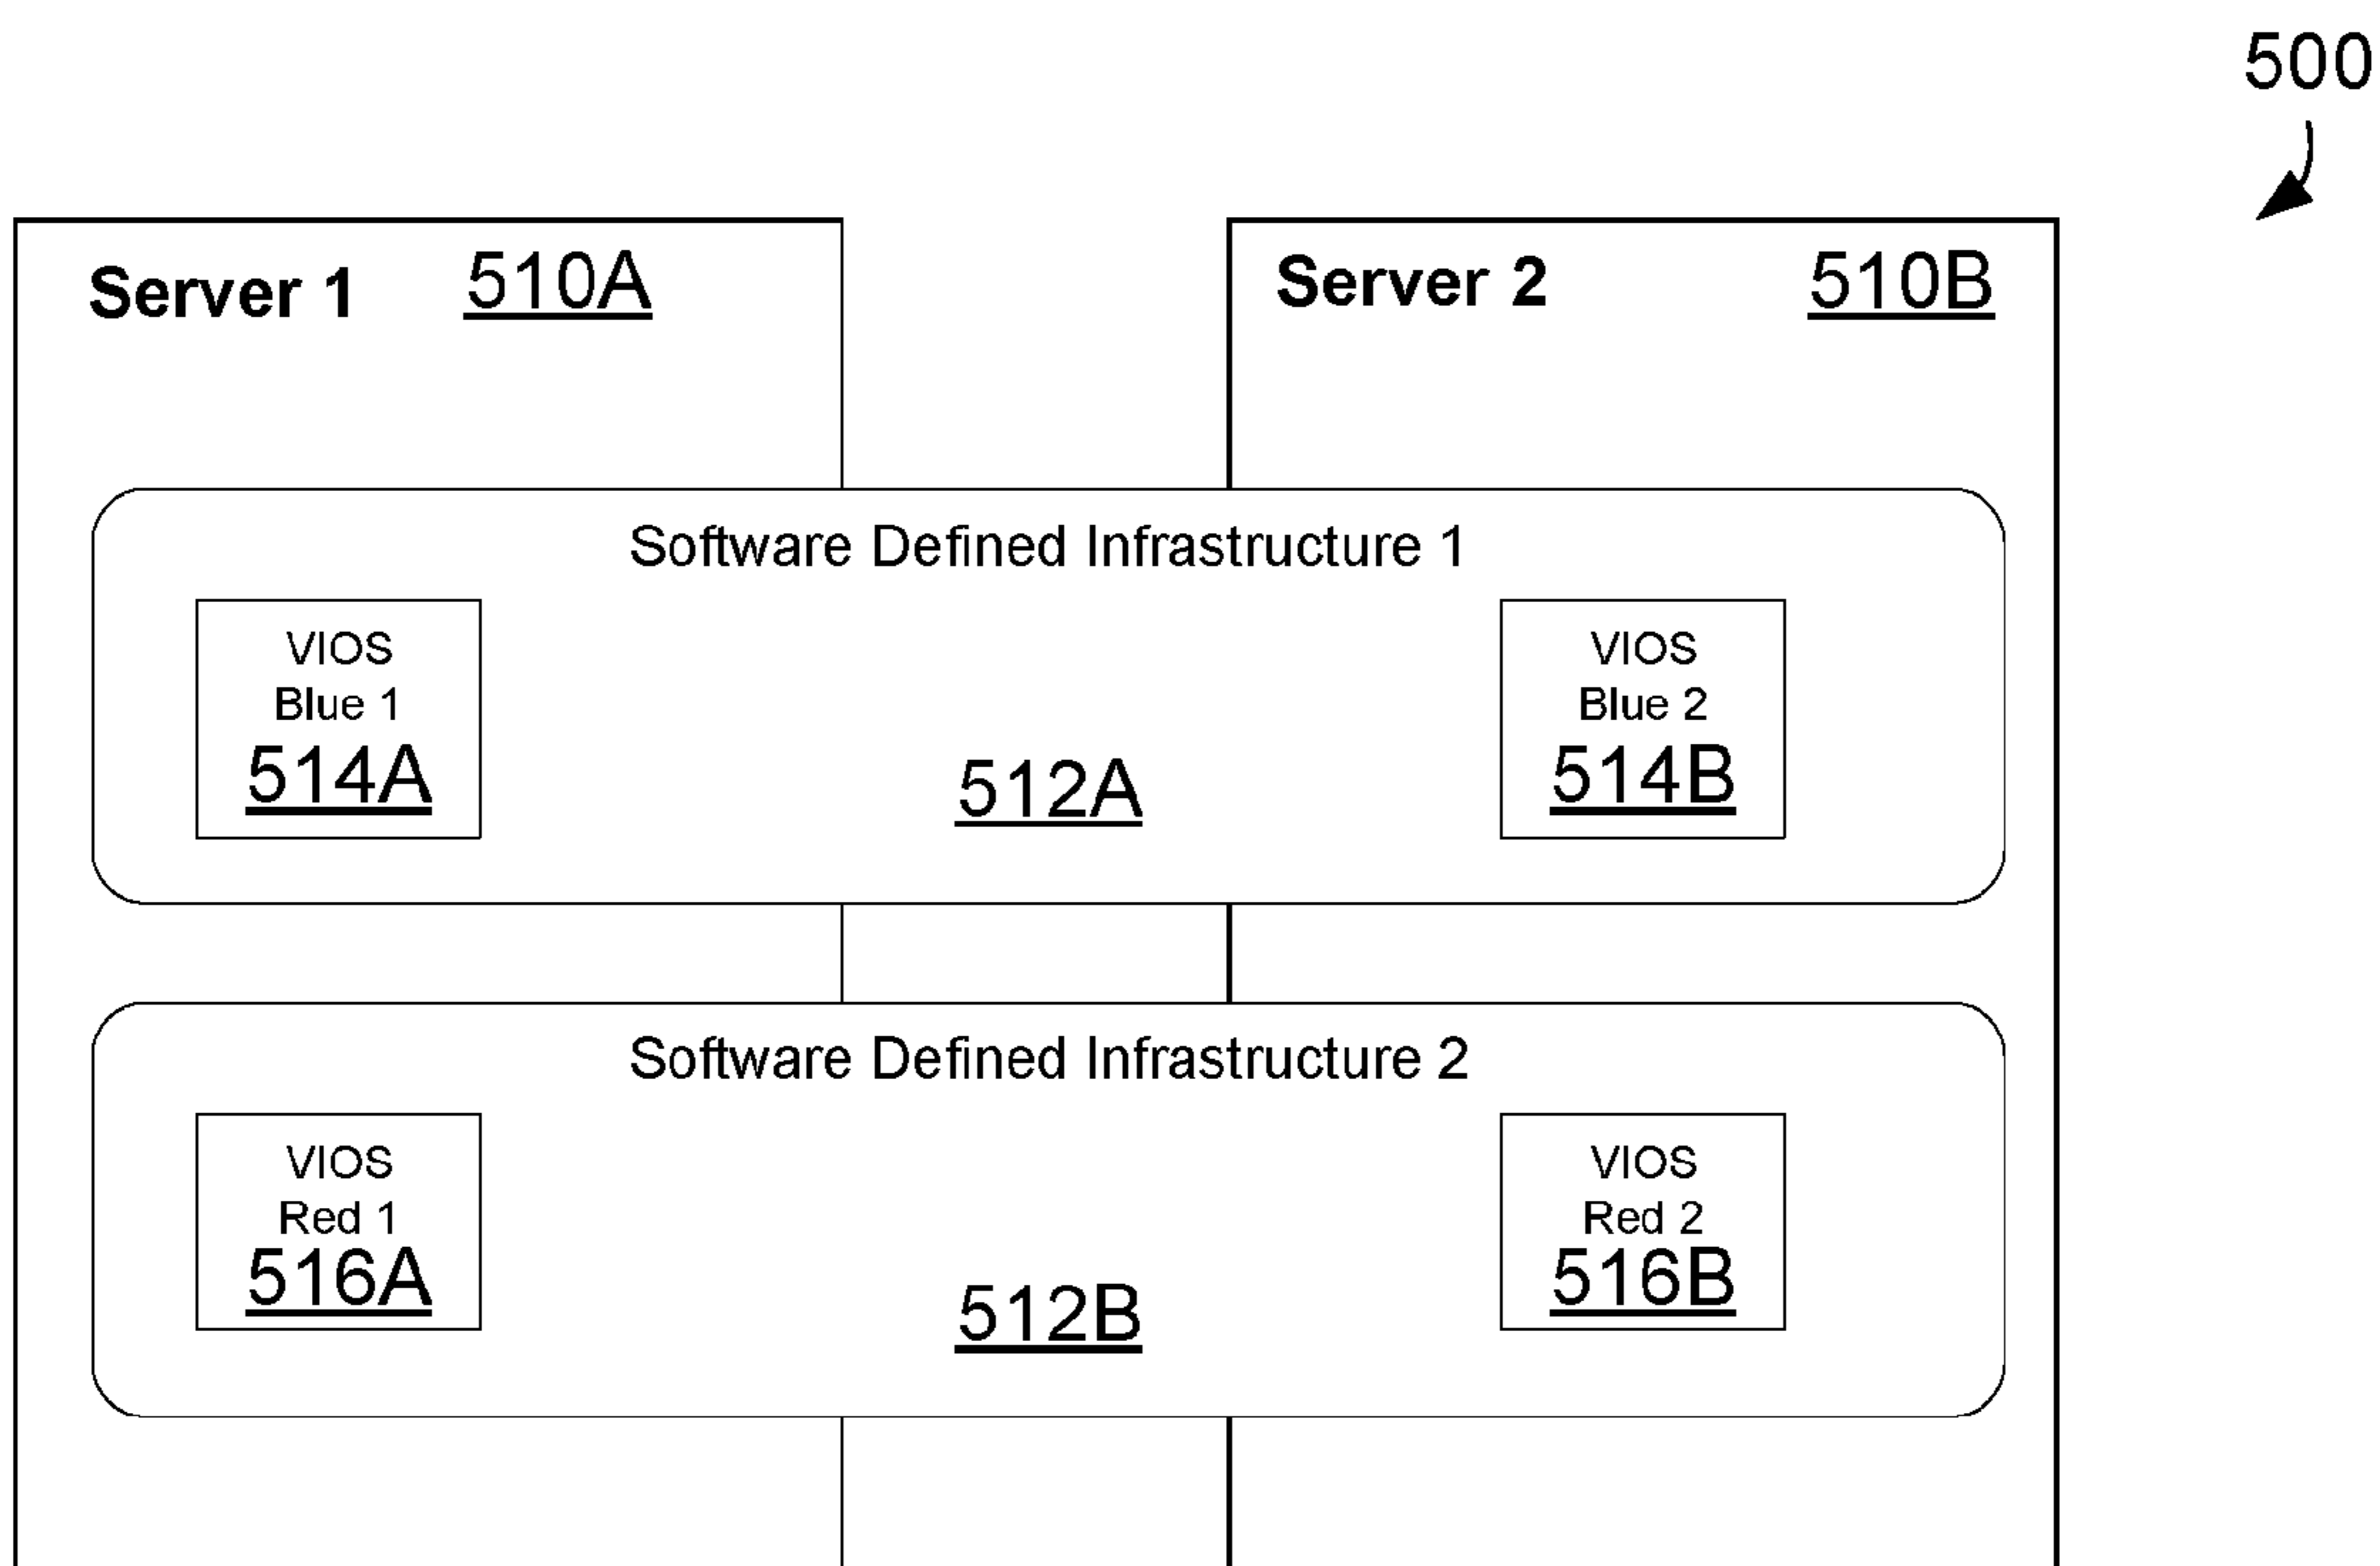 500
Server 1 510A
Server 2 510B
Software Defined Infrastructure 1
VIOS
Blue 1
514A
512A
VIOS
Blue 2
514B
Software Defined Infrastructure 2
VIOS
Red 1
516A
512B
VIOS
Red 2
516B